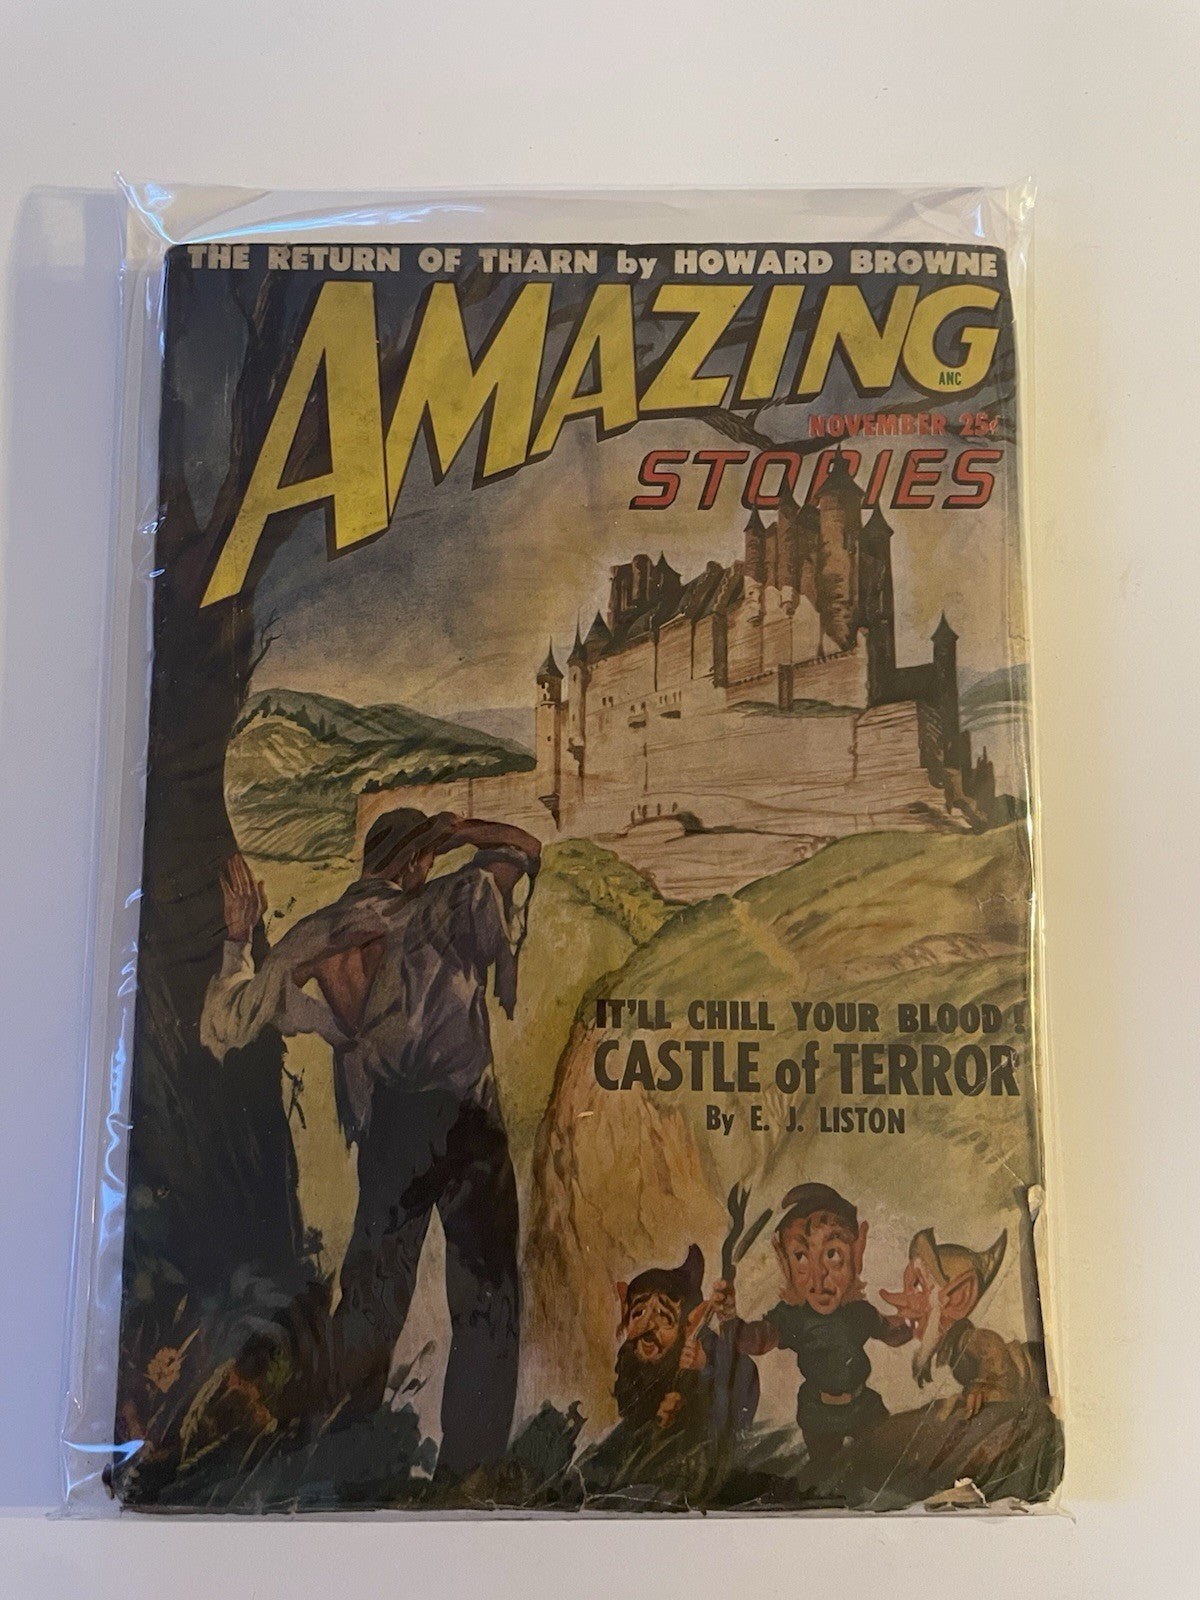 THE RETURN OF THARN by HOWARD BROWNE
AMAZING
ANC
NOVEMBER 25¢
STORIES
IT'LL CHILL YOUR BLOOD!
CASTLE of TERROR
By E. J. LISTON